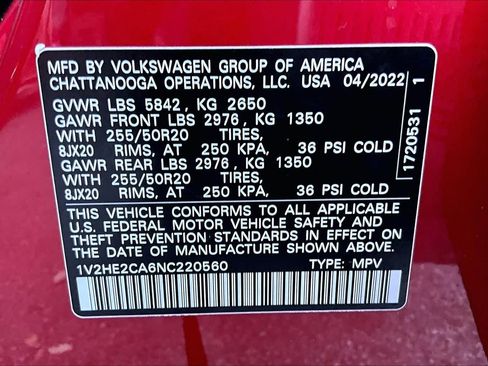 MFD BY VOLKSWAGEN GROUP OF AMERICA
CHATTANOOGA OPERATIONS, LLC. USA 04/2022
GVWR LBS 5842, KG 2650
GAWR FRONT LBS 2976, KG 1350
WITH 255/50R20 TIRES,
8JX20 RIMS, AT 250 KPA, 36 PSI COLD
GAWR REAR LBS 2976, KG 1350
WITH 255/50R20 TIRES,
8JX20 RIMS, AT 250 KPA, 36 PSI COLD
THIS VEHICLE CONFORMS TO ALL APPLICABLE
U.S. FEDERAL MOTOR VEHICLE SAFETY AND
THEFT PREVENTION STANDARDS IN EFFECT ON THE
DATE OF MANUFACTURE SHOWN ABOVE.
1V2HE2CA6NC220560 TYPE: MPV
1720531 1